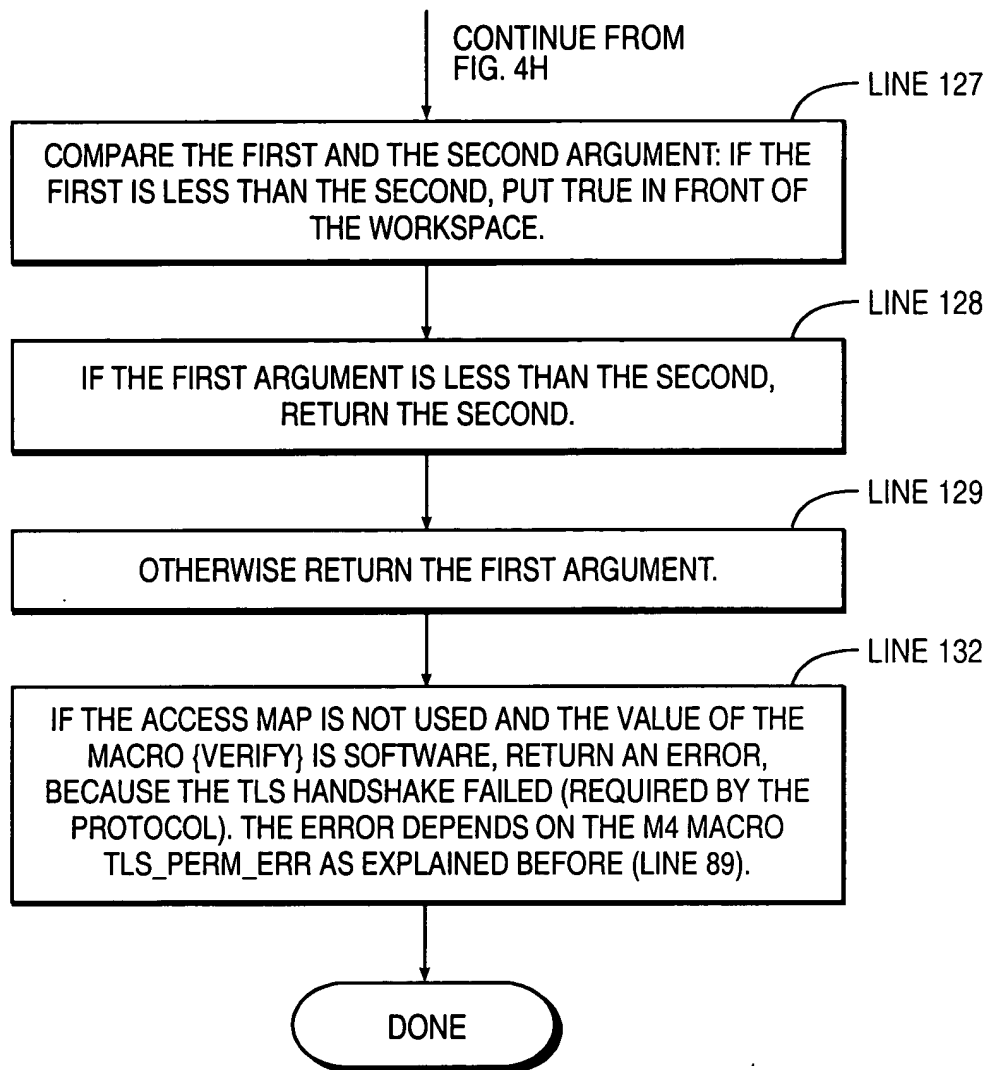 CONTINUE FROM
FIG. 4H
LINE 127
COMPARE THE FIRST AND THE SECOND ARGUMENT: IF THE
FIRST IS LESS THAN THE SECOND, PUT TRUE IN FRONT OF
THE WORKSPACE.
LINE 128
IF THE FIRST ARGUMENT IS LESS THAN THE SECOND,
RETURN THE SECOND.
LINE 129
OTHERWISE RETURN THE FIRST ARGUMENT.
LINE 132
IF THE ACCESS MAP IS NOT USED AND THE VALUE OF THE
MACRO {VERIFY} IS SOFTWARE, RETURN AN ERROR,
BECAUSE THE TLS HANDSHAKE FAILED (REQUIRED BY THE
PROTOCOL). THE ERROR DEPENDS ON THE M4 MACRO
TLS_PERM_ERR AS EXPLAINED BEFORE (LINE 89).
DONE